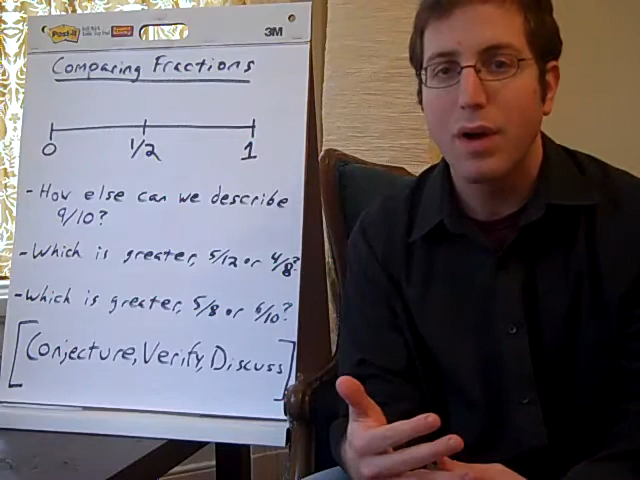 Post-it
3M
Comparing Fractions
0 1/2 1
- How else can we describe
9/10?
- Which is greater, 5/12 or 4/8?
- Which is greater, 5/8 or 6/10?
[Conjecture, Verify, Discuss]